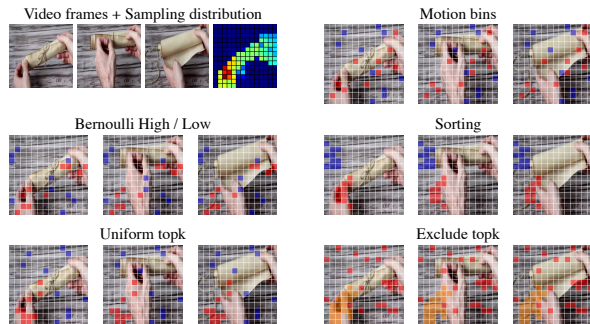 Video frames + Sampling distribution
Motion bins
Bernoulli High / Low
Sorting
Uniform topk
Exclude topk